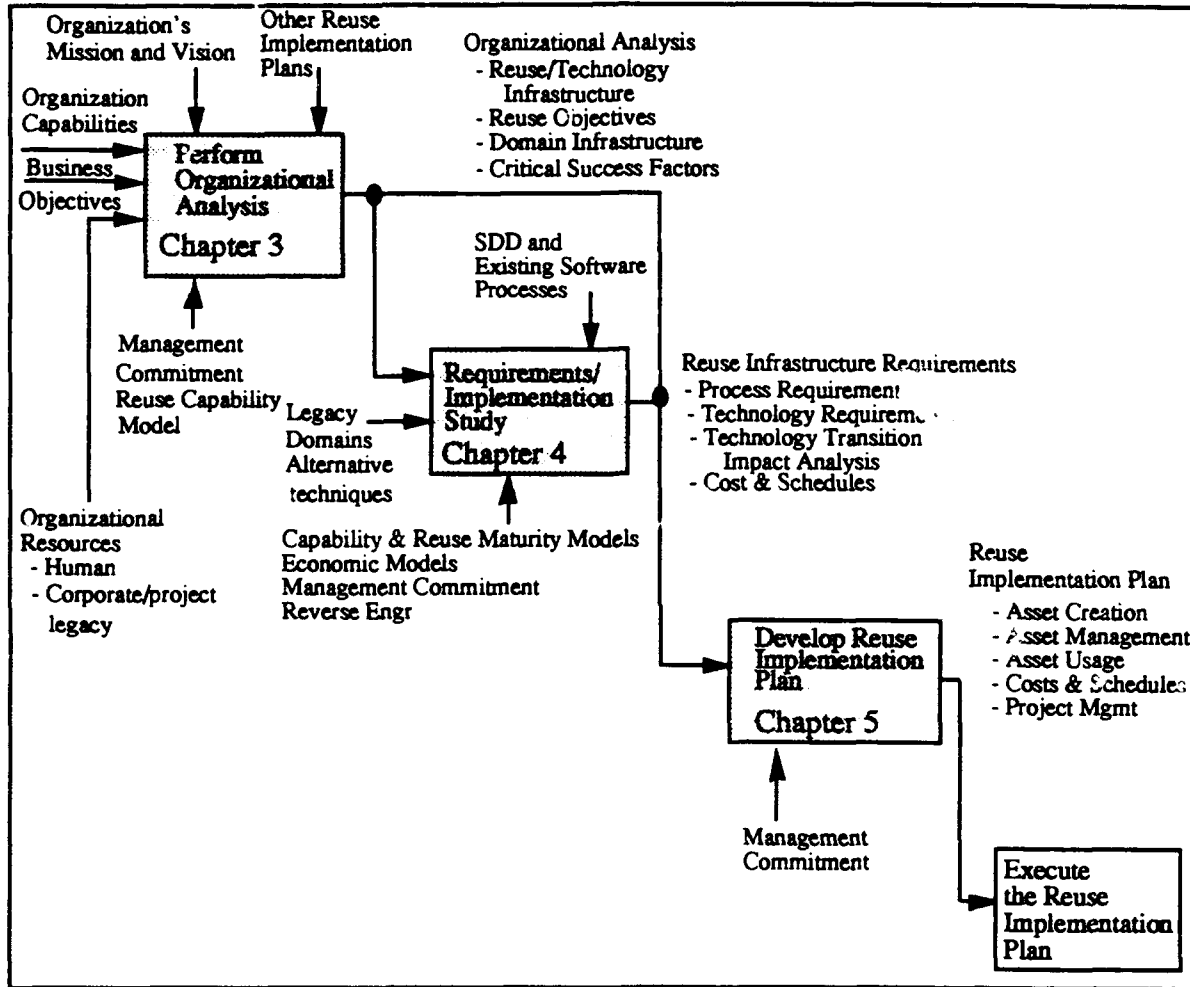 Organization's
Mission and Vision
Other Reuse
Implementation
Plans
Organization
Capabilities
Business
Objectives
Perform
Organizational
Analysis
Chapter 3
Organizational Analysis
- Reuse/Technology
Infrastructure
- Reuse Objectives
- Domain Infrastructure
- Critical Success Factors
SDD and
Existing Software
Processes
Management
Commitment
Reuse Capability
Model
Legacy
Domains
Alternative
techniques
Requirements/
Implementation
Study
Chapter 4
Reuse Infrastructure Requirements
- Process Requirement
- Technology
- Technology Transition
Impact Analysis
- Cost & Schedules
Organizational
Resources
- Human
- Corporate/project
legacy
Capability & Reuse Maturity Models
Economic Models
Management Commitment
Reverse Engr
Develop Reuse
Implementation
Plan
Chapter 5
Reuse
Implementation Plan
- Asset Creation
- Asset Management
- Asset Usage
- Costs & Schedules
- Project Mgmt
Management
Commitment
Execute
the Reuse
Implementation
Plan